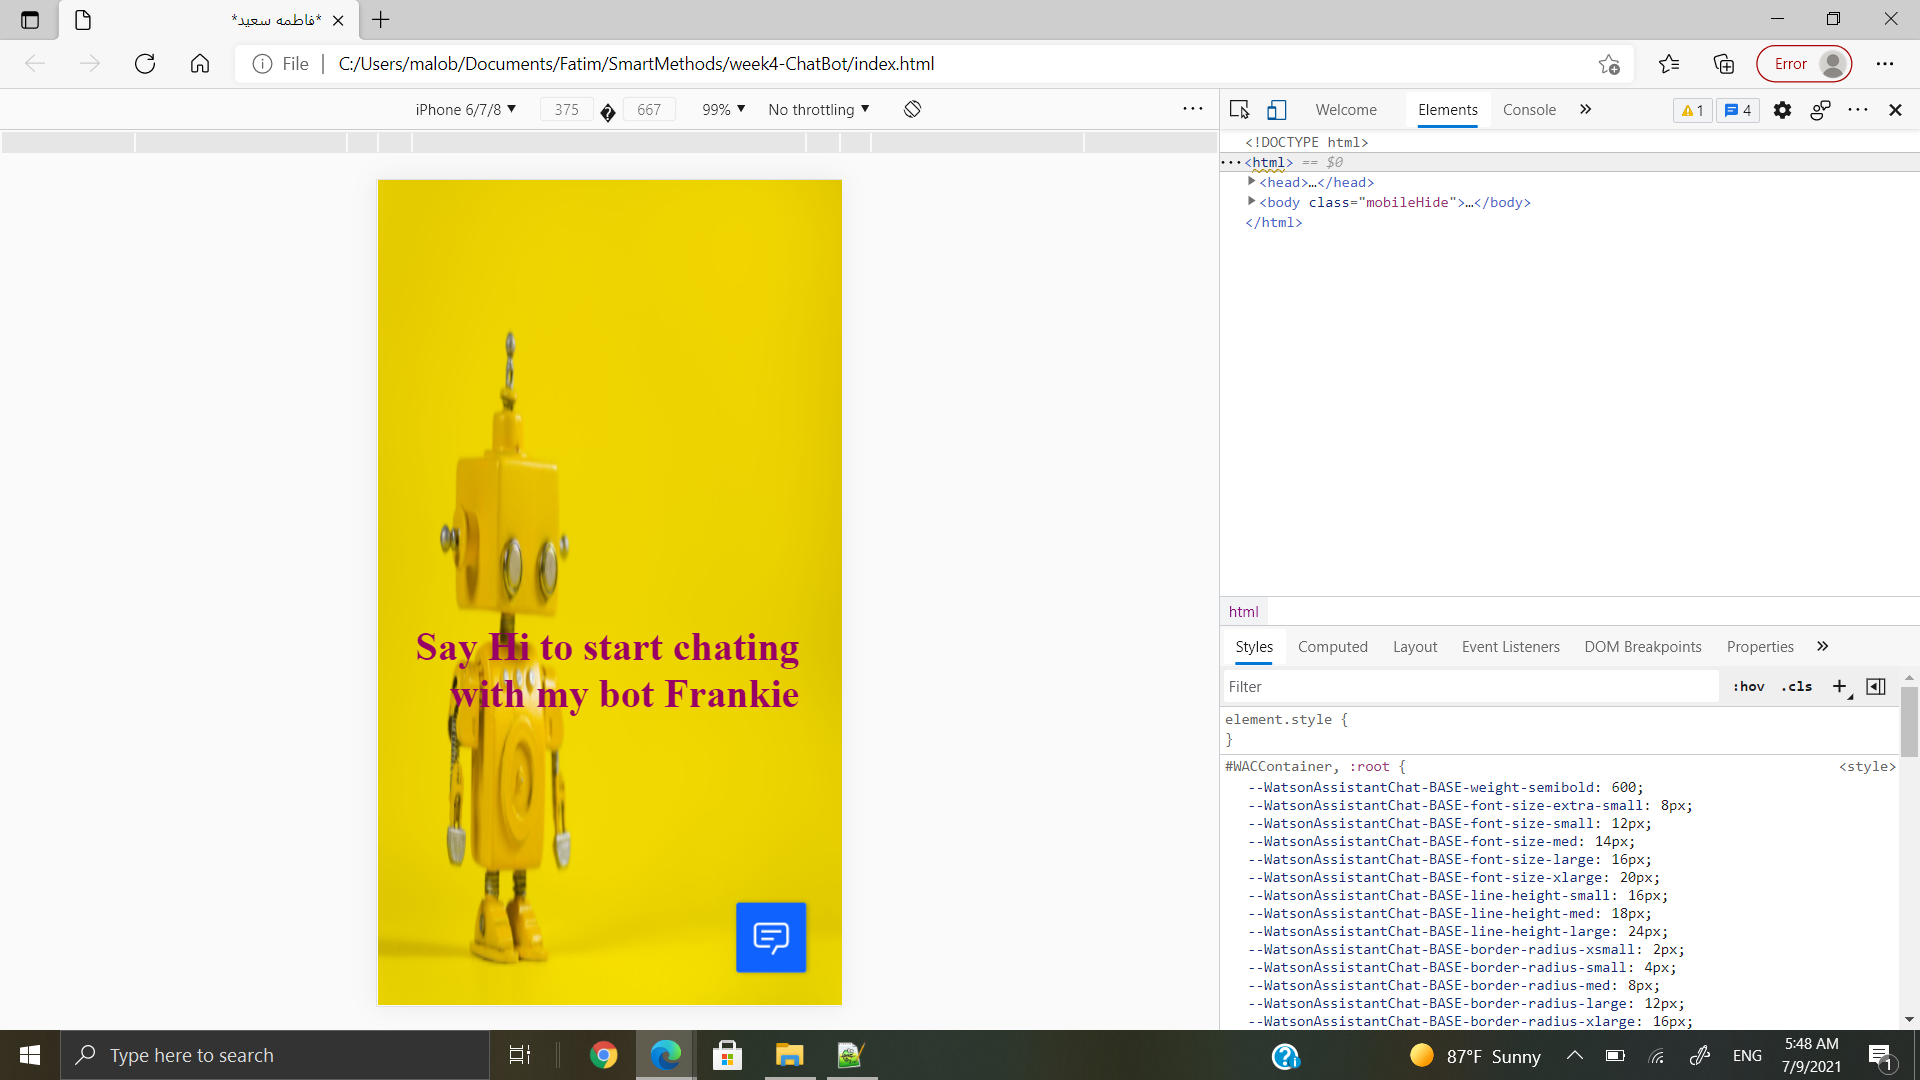 *فاطمه سعيد*
File
C:/Users/malob/Documents/Fatim/SmartMethods/week4-ChatBot/index.html
Error
iPhone 6/7/8
375
667
99%
No throttling
Welcome
Elements
Console
1
4
<!DOCTYPE html>
<html> == $0
<head>…</head>
<body class="mobileHide">…</body>
</html>
Say Hi to start chating
with my bot Frankie
html
Styles
Computed
Layout
Event Listeners
DOM Breakpoints
Properties
Filter
:hov
.cls
element.style {
}
#WACContainer, :root {
<style>
--WatsonAssistantChat-BASE-weight-semibold: 600;
--WatsonAssistantChat-BASE-font-size-extra-small: 8px;
--WatsonAssistantChat-BASE-font-size-small: 12px;
--WatsonAssistantChat-BASE-font-size-med: 14px;
--WatsonAssistantChat-BASE-font-size-large: 16px;
--WatsonAssistantChat-BASE-font-size-xlarge: 20px;
--WatsonAssistantChat-BASE-line-height-small: 16px;
--WatsonAssistantChat-BASE-line-height-med: 18px;
--WatsonAssistantChat-BASE-line-height-large: 24px;
--WatsonAssistantChat-BASE-border-radius-xsmall: 2px;
--WatsonAssistantChat-BASE-border-radius-small: 4px;
--WatsonAssistantChat-BASE-border-radius-med: 8px;
--WatsonAssistantChat-BASE-border-radius-large: 12px;
--WatsonAssistantChat-BASE-border-radius-xlarge: 16px;
Type here to search
87°F Sunny
ENG
5:48 AM
7/9/2021
1